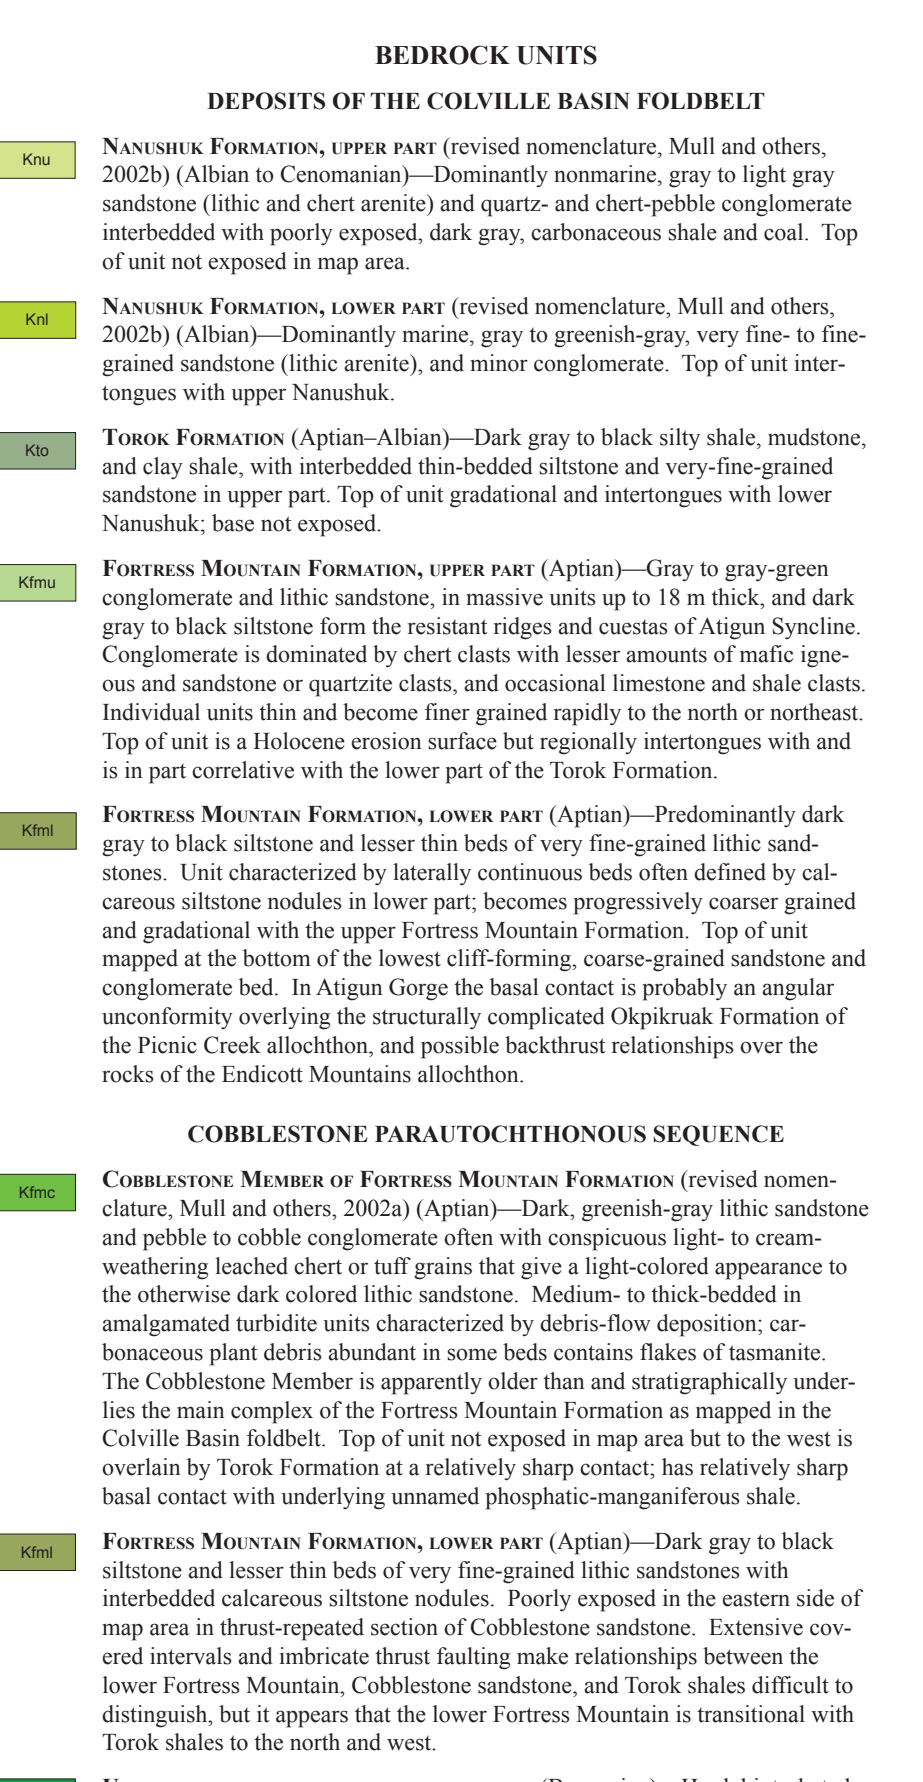 BEDROCK UNITS
DEPOSITS OF THE COLVILLE BASIN FOLDBELT
Knu
Nanushuk Formation, upper part (revised nomenclature, Mull and others,
2002b) (Albian to Cenomanian)—Dominantly nonmarine, gray to light gray
sandstone (lithic and chert arenite) and quartz- and chert-pebble conglomerate
interbedded with poorly exposed, dark gray, carbonaceous shale and coal.  Top
of unit not exposed in map area.
Knl
Nanushuk Formation, lower part (revised nomenclature, Mull and others,
2002b) (Albian)—Dominantly marine, gray to greenish-gray, very fine- to fine-
grained sandstone (lithic arenite), and minor conglomerate.  Top of unit inter-
tongues with upper Nanushuk.
Kto
Torok Formation (Aptian–Albian)—Dark gray to black silty shale, mudstone,
and clay shale, with interbedded thin-bedded siltstone and very-fine-grained
sandstone in upper part. Top of unit gradational and intertongues with lower
Nanushuk; base not exposed.
Kfmu
Fortress Mountain Formation, upper part (Aptian)—Gray to gray-green
conglomerate and lithic sandstone, in massive units up to 18 m thick, and dark
gray to black siltstone form the resistant ridges and cuestas of Atigun Syncline.
Conglomerate is dominated by chert clasts with lesser amounts of mafic igne-
ous and sandstone or quartzite clasts, and occasional limestone and shale clasts.
Individual units thin and become finer grained rapidly to the north or northeast.
Top of unit is a Holocene erosion surface but regionally intertongues with and
is in part correlative with the lower part of the Torok Formation.
Kfml
Fortress Mountain Formation, lower part (Aptian)—Predominantly dark
gray to black siltstone and lesser thin beds of very fine-grained lithic sand-
stones.  Unit characterized by laterally continuous beds often defined by cal-
careous siltstone nodules in lower part; becomes progressively coarser grained
and gradational with the upper Fortress Mountain Formation.  Top of unit
mapped at the bottom of the lowest cliff-forming, coarse-grained sandstone and
conglomerate bed.  In Atigun Gorge the basal contact is probably an angular
unconformity overlying the structurally complicated Okpikruak Formation of
the Picnic Creek allochthon, and possible backthrust relationships over the
rocks of the Endicott Mountains allochthon.
COBBLESTONE PARAUTOCHTHONOUS SEQUENCE
Kfmc
Cobblestone Member of Fortress Mountain Formation (revised nomen-
clature, Mull and others, 2002a) (Aptian)—Dark, greenish-gray lithic sandstone
and pebble to cobble conglomerate often with conspicuous light- to cream-
weathering leached chert or tuff grains that give a light-colored appearance to
the otherwise dark colored lithic sandstone.  Medium- to thick-bedded in
amalgamated turbidite units characterized by debris-flow deposition; car-
bonaceous plant debris abundant in some beds contains flakes of tasmanite.
The Cobblestone Member is apparently older than and stratigraphically under-
lies the main complex of the Fortress Mountain Formation as mapped in the
Colville Basin foldbelt.  Top of unit not exposed in map area but to the west is
overlain by Torok Formation at a relatively sharp contact; has relatively sharp
basal contact with underlying unnamed phosphatic-manganiferous shale.
Kfml
Fortress Mountain Formation, lower part (Aptian)—Dark gray to black
siltstone and lesser thin beds of very fine-grained lithic sandstones with
interbedded calcareous siltstone nodules.  Poorly exposed in the eastern side of
map area in thrust-repeated section of Cobblestone sandstone.  Extensive cov-
ered intervals and imbricate thrust faulting make relationships between the
lower Fortress Mountain, Cobblestone sandstone, and Torok shales difficult to
distinguish, but it appears that the lower Fortress Mountain is transitional with
Torok shales to the north and west.